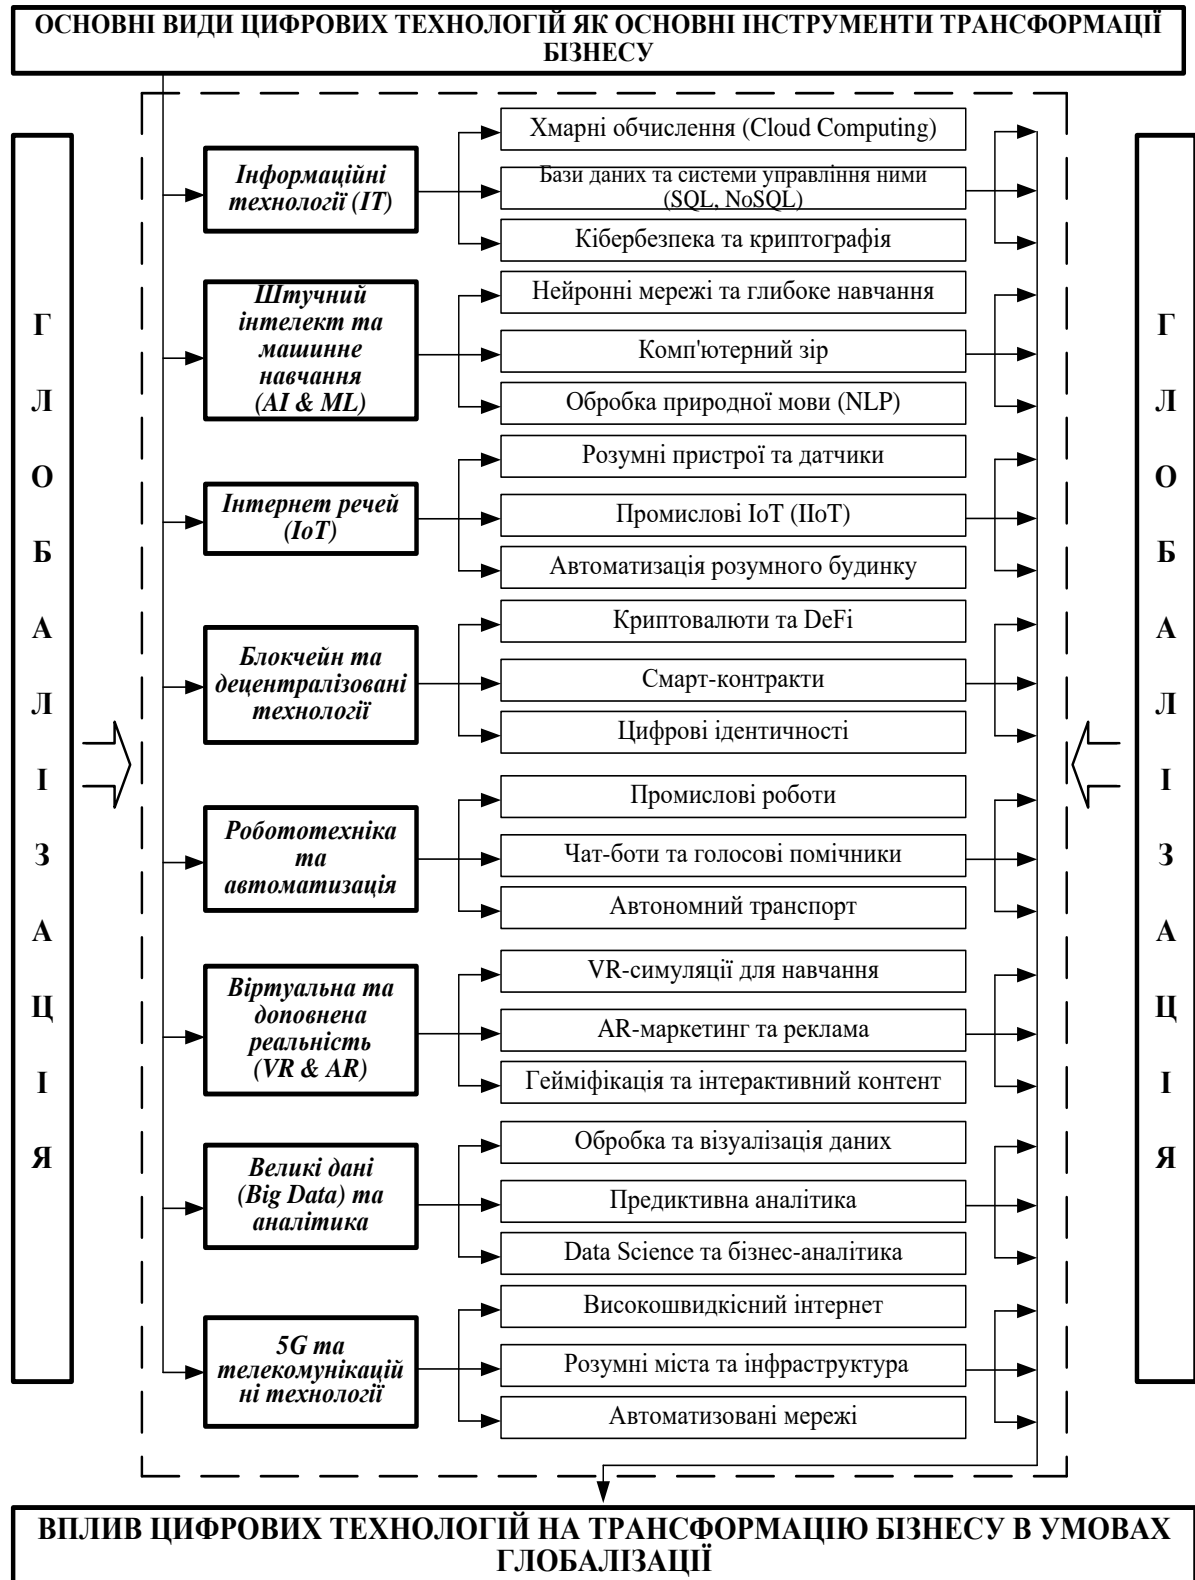 ОСНОВНІ ВИДИ ЦИФРОВИХ ТЕХНОЛОГІЙ ЯК ОСНОВНІ ІНСТРУМЕНТИ ТРАНСФОРМАЦІЇ
БІЗНЕСУ
Г
Л
О
Б
А
Л
І
З
А
Ц
І
Я
Інформаційні
технології (ІТ)
Хмарні обчислення (Cloud Computing)
Бази даних та системи управління ними
(SQL, NoSQL)
Кібербезпека та криптографія
Штучний
інтелект та
машинне
навчання
(AI & ML)
Нейронні мережі та глибоке навчання
Комп'ютерний зір
Обробка природної мови (NLP)
Інтернет речей
(IoT)
Розумні пристрої та датчики
Промислові IoT (IIoT)
Автоматизація розумного будинку
Блокчейн та
децентралізовані
технології
Криптовалюти та DeFi
Смарт-контракти
Цифрові ідентичності
Робототехніка
та
автоматизація
Промислові роботи
Чат-боти та голосові помічники
Автономний транспорт
Віртуальна та
доповнена
реальність
(VR & AR)
VR-симуляції для навчання
AR-маркетинг та реклама
Гейміфікація та інтерактивний контент
Великі дані
(Big Data) та
аналітика
Обробка та візуалізація даних
Предиктивна аналітика
Data Science та бізнес-аналітика
5G та
телекомунікацій
ні технології
Високошвидкісний інтернет
Розумні міста та інфраструктура
Автоматизовані мережі
Г
Л
О
Б
А
Л
І
З
А
Ц
І
Я
ВПЛИВ ЦИФРОВИХ ТЕХНОЛОГІЙ НА ТРАНСФОРМАЦІЮ БІЗНЕСУ В УМОВАХ
ГЛОБАЛІЗАЦІЇ